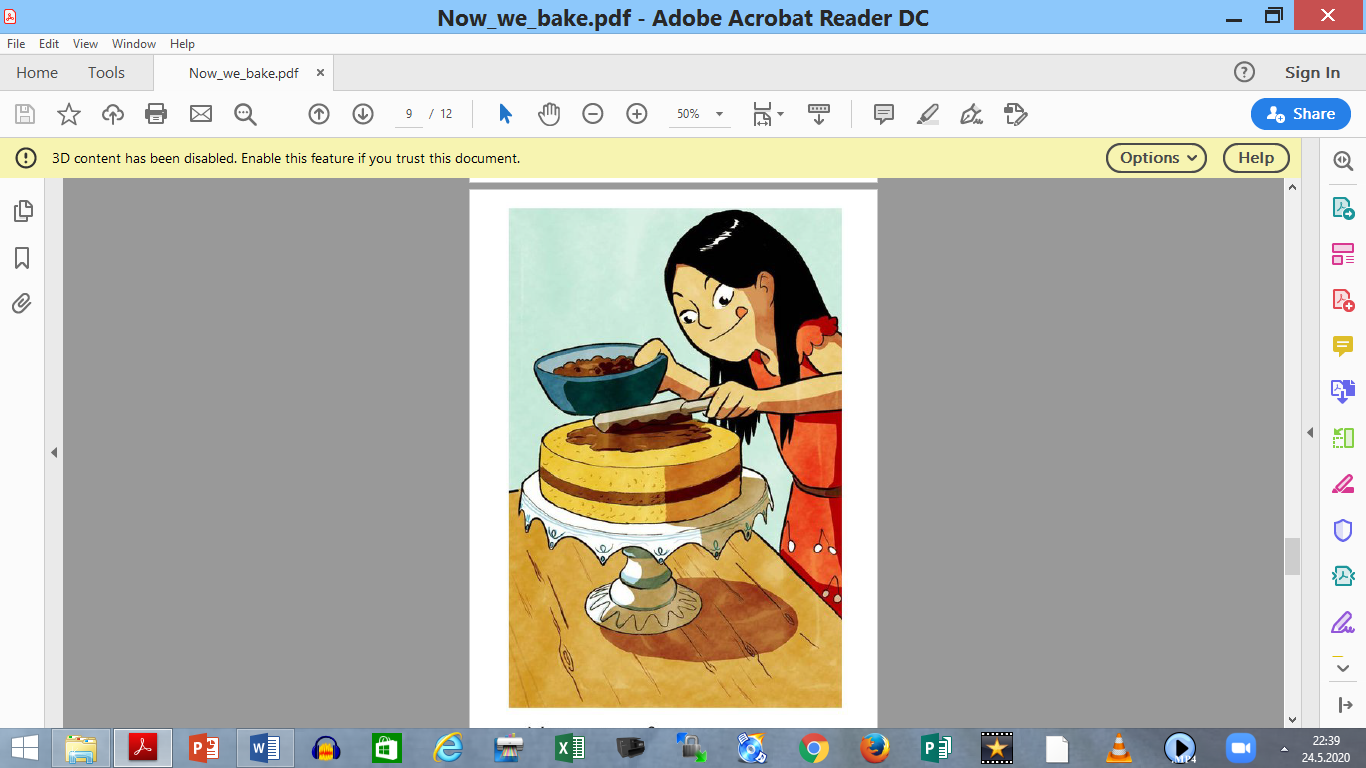 Now_we_bake.pdf - Adobe Acrobat Reader DC
File Edit View Window Help
Home Tools Now_we_bake.pdf × Sign In
9 / 12 50% Share
3D content has been disabled. Enable this feature if you trust this document. Options Help
MP4
22:39
24.5.2020